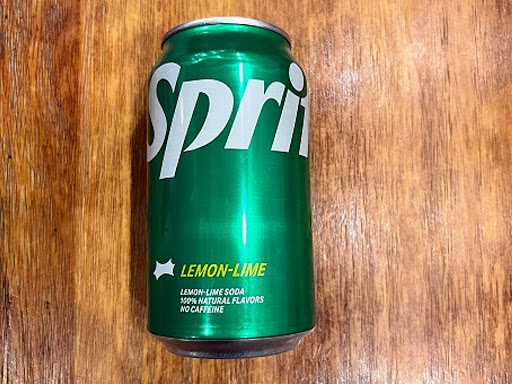 Sprit
LEMON-LIME
LEMON-LIME SODA
100% NATURAL FLAVORS
NO CAFFEINE